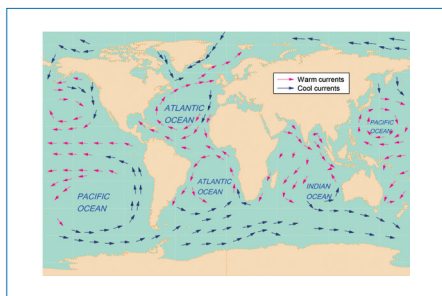 Warm currents
Cool currents
ATLANTIC
OCEAN
PACIFIC
OCEAN
ATLANTIC
OCEAN
INDIAN
OCEAN
PACIFIC
OCEAN